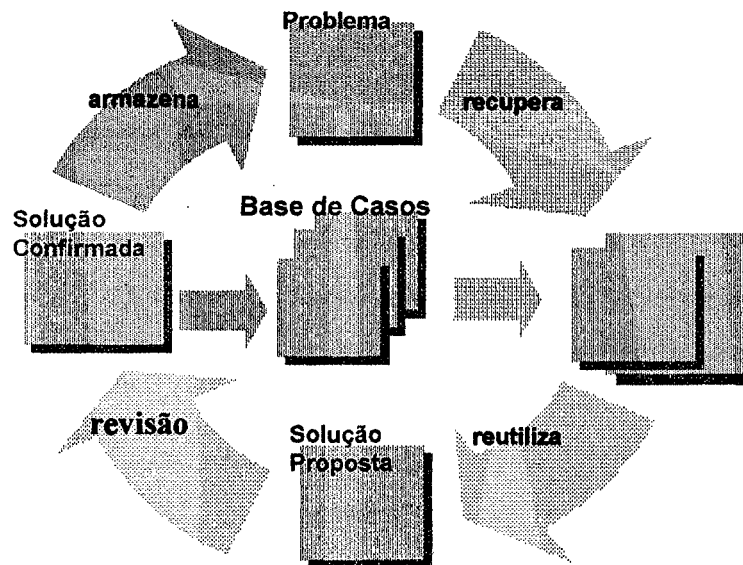 Problema
armazena
recupera
Base de Casos
Solução
Confirmada
revisão
Solução
Proposta
reutiliza